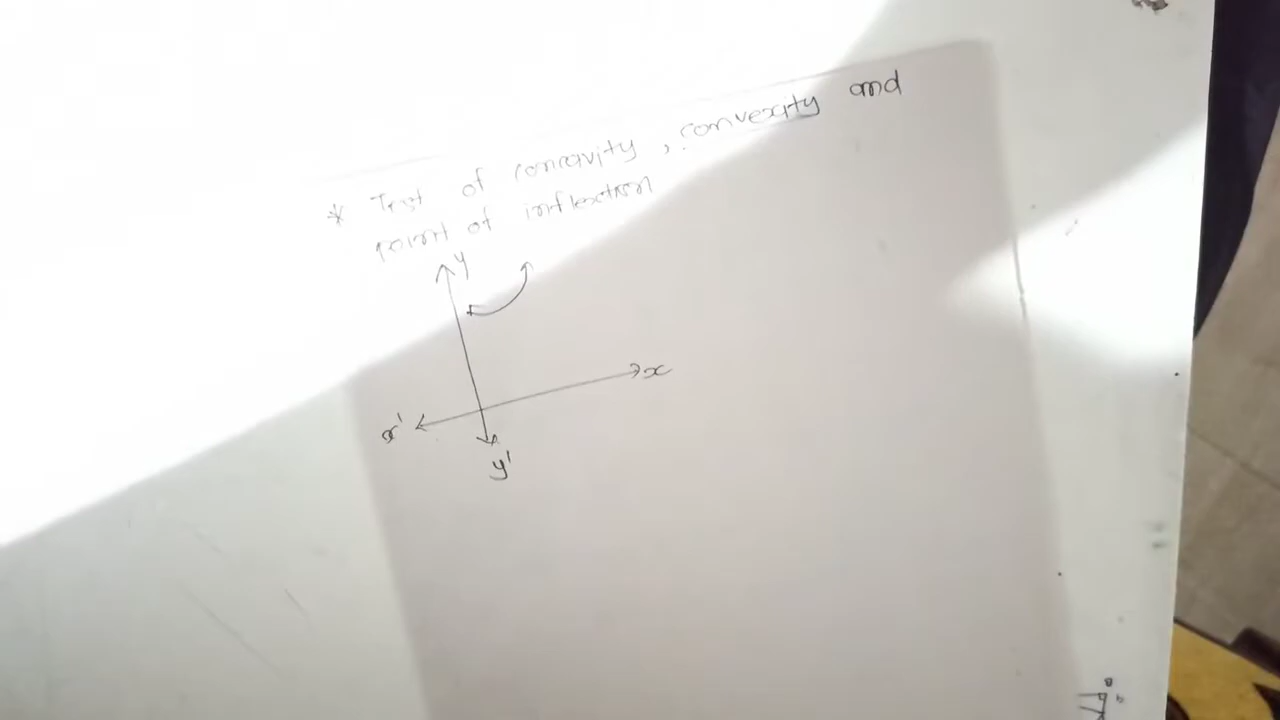 * Test of concavity, convexity and
point of inflection
y
x
x'
y'